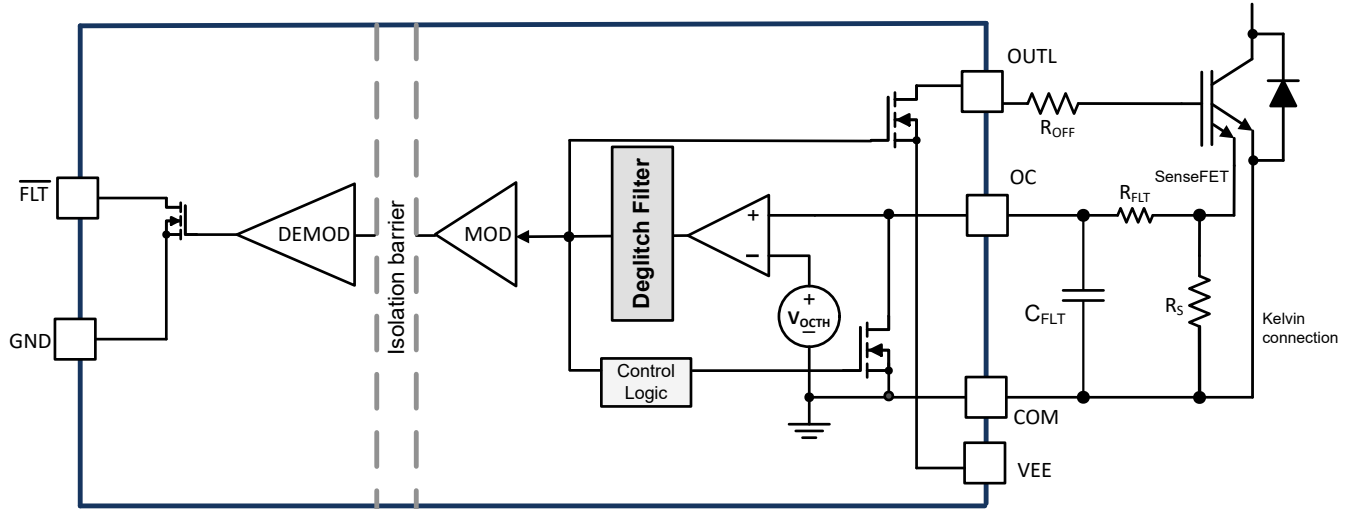 OUTL
R_OFF
FLT
DEMOD
Isolation barrier
MOD
Deglitch Filter
+
−
+
V_OCTH
−
OC
SenseFET
R_FLT
C_FLT
R_S
Kelvin
connection
GND
Control
Logic
COM
VEE